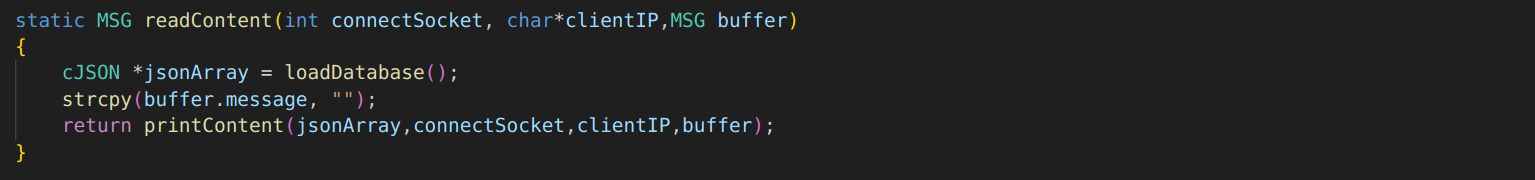 static MSG readContent(int connectSocket, char*clientIP,MSG buffer)
{
    cJSON *jsonArray = loadDatabase();
    strcpy(buffer.message, "");
    return printContent(jsonArray,connectSocket,clientIP,buffer);
}